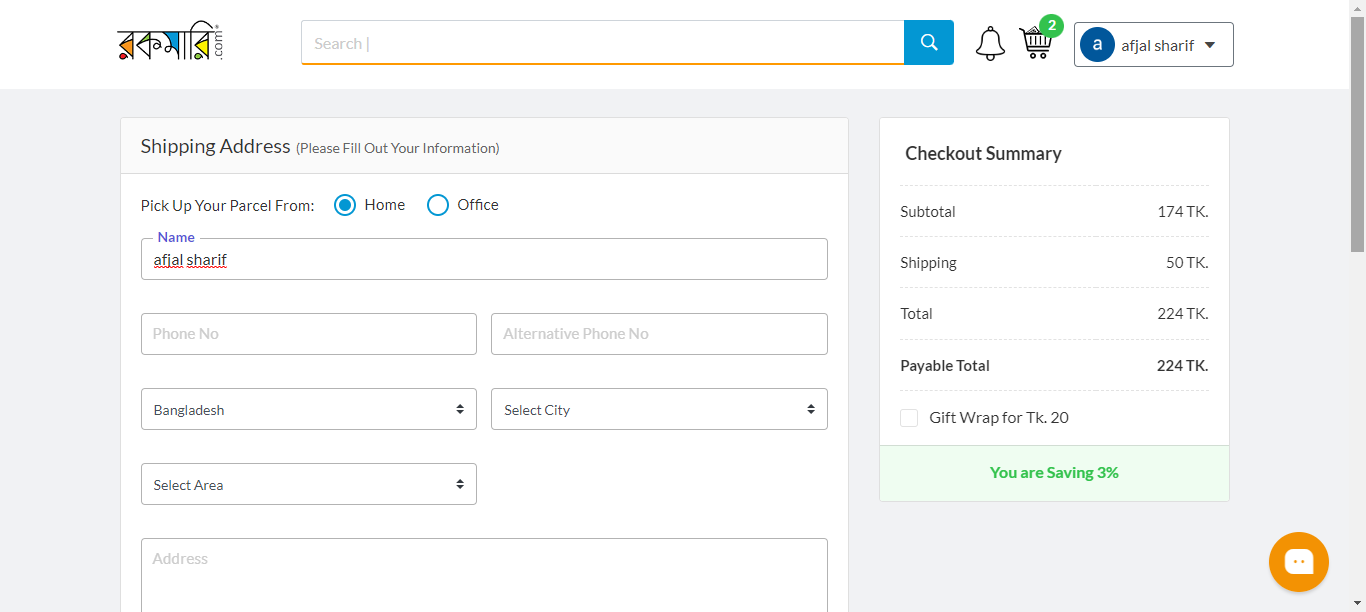 রকমারি.com
Search |
2
a afjal sharif
Shipping Address (Please Fill Out Your Information)
Pick Up Your Parcel From: Home Office
Name
afjal sharif
Phone No Alternative Phone No
Bangladesh Select City
Select Area
Address
Checkout Summary
Subtotal 174 TK.
Shipping 50 TK.
Total 224 TK.
Payable Total 224 TK.
Gift Wrap for Tk. 20
You are Saving 3%